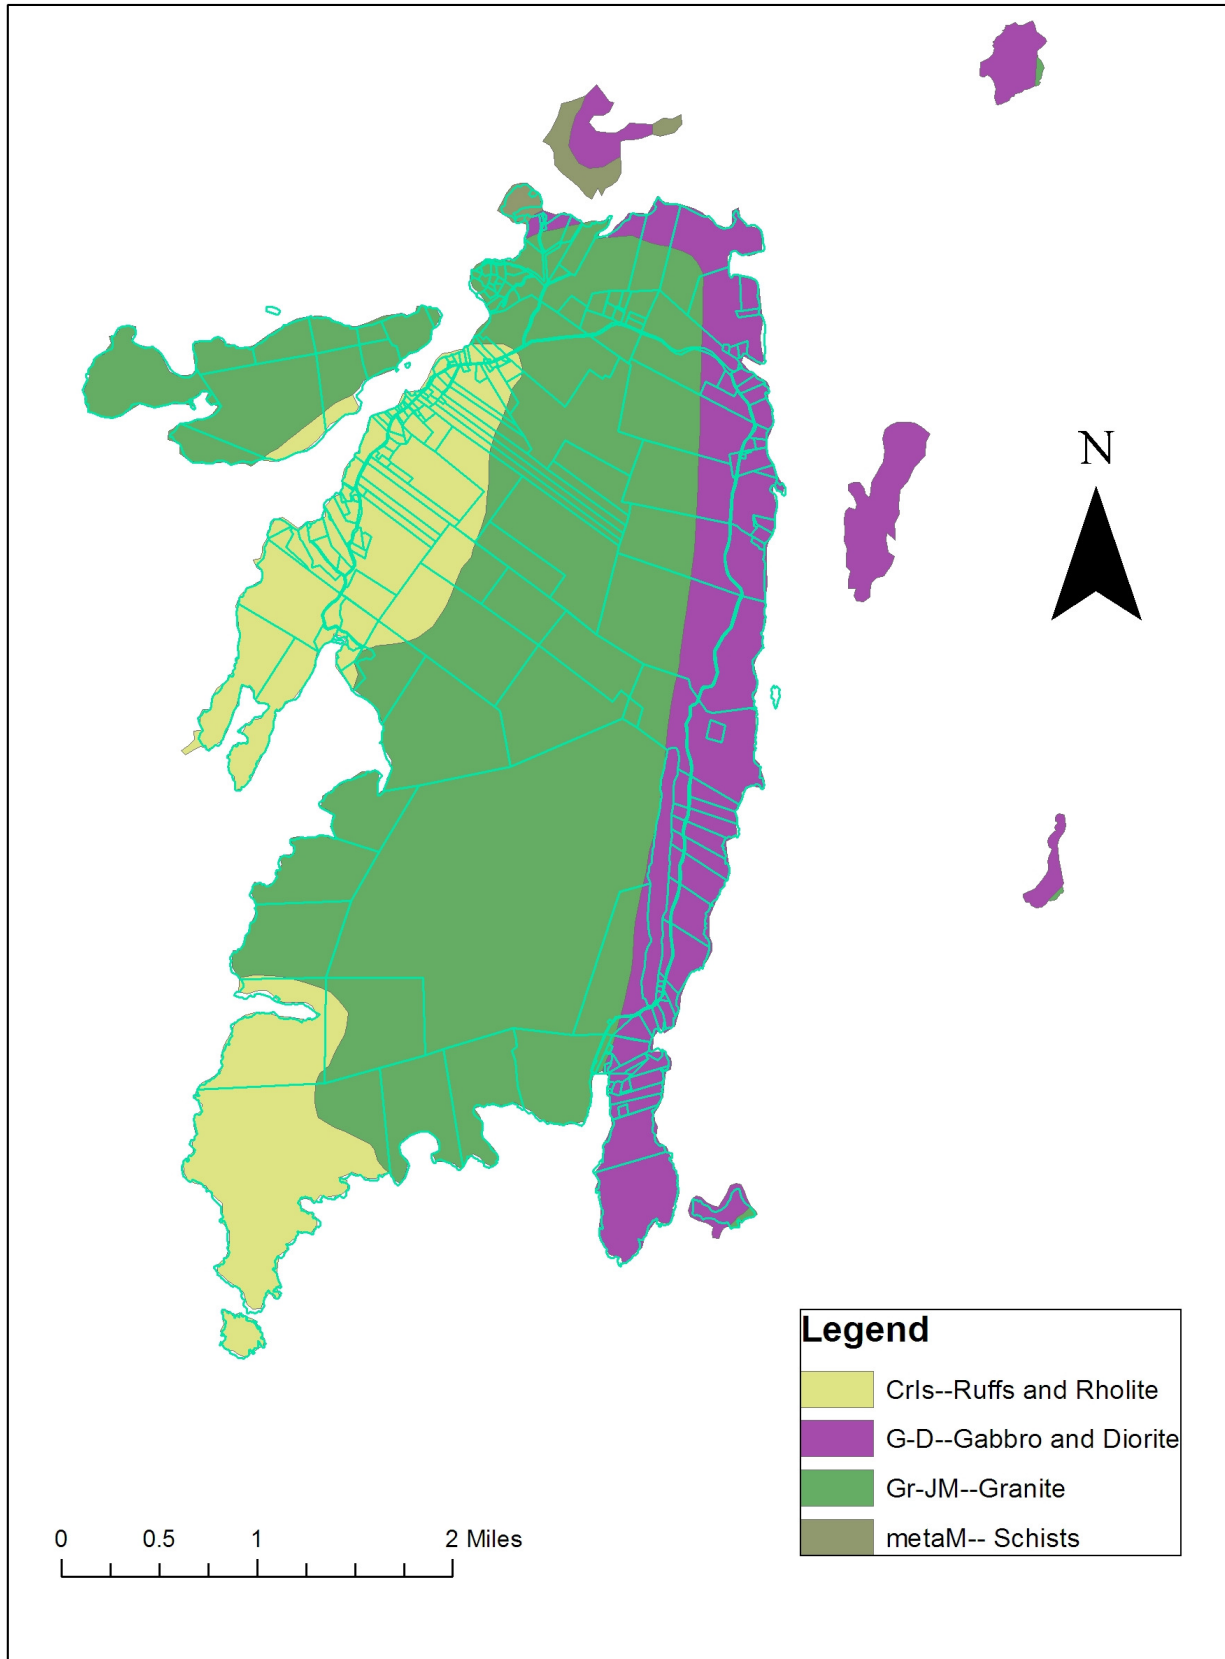 N
Legend
CrIs--Ruffs and Rholite
G-D--Gabbro and Diorite
Gr-JM--Granite
metaM-- Schists
0 0.5 1 2 Miles